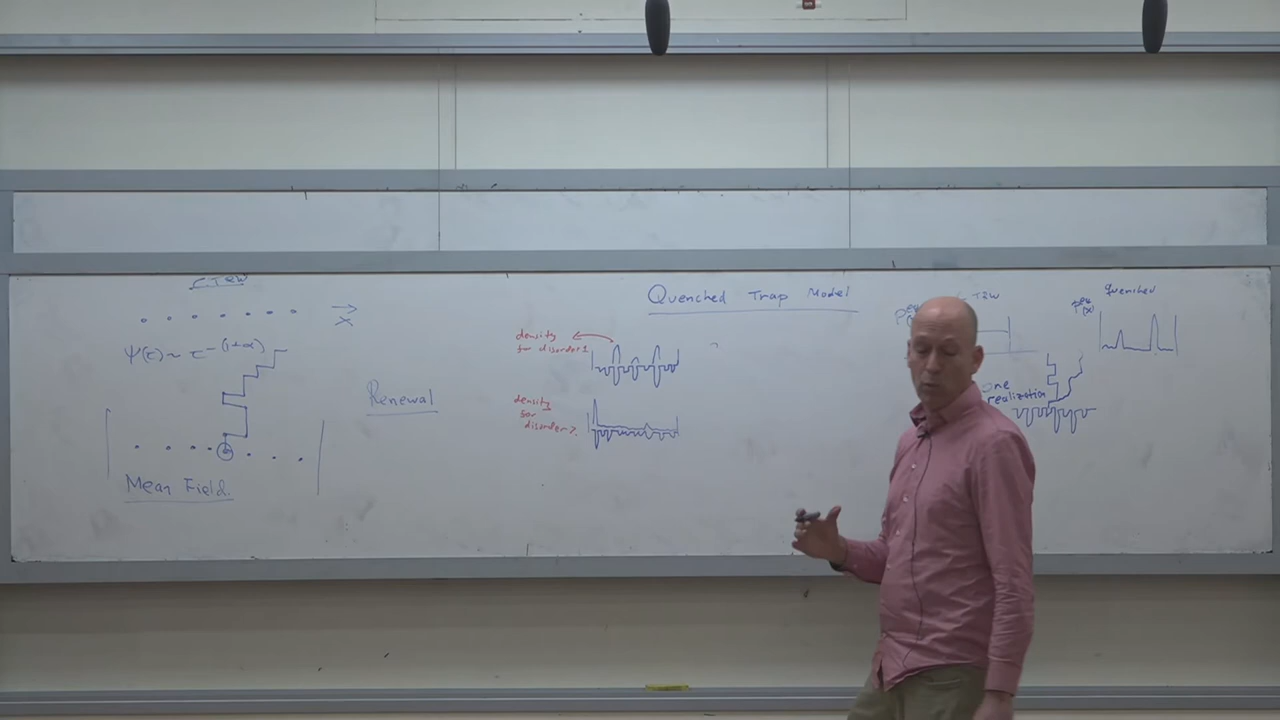 CTRW
X
ψ(τ) ~ τ^-(1+α)
Mean Field.
Renewal
Quenched Trap Model
density
for disorder 1
density
for
disorder 2.
P^eq(x)
Quenched
One
realization